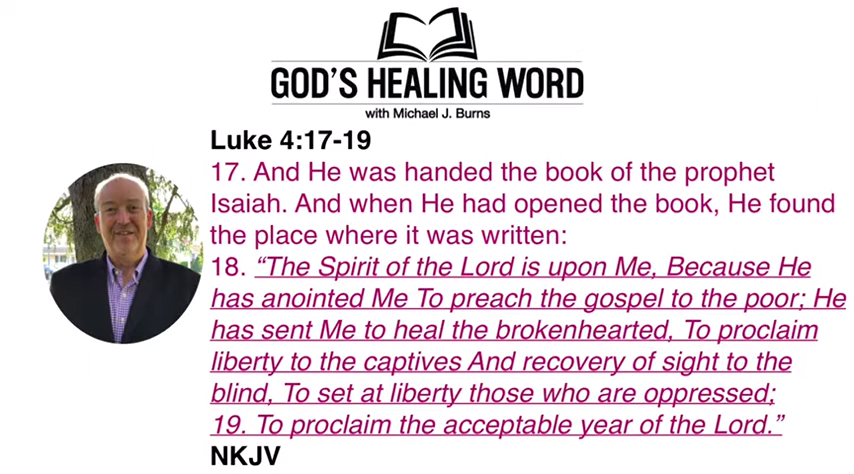 GOD'S HEALING WORD
with Michael J. Burns
Luke 4:17-19
17. And He was handed the book of the prophet
Isaiah. And when He had opened the book, He found
the place where it was written:
18. “The Spirit of the Lord is upon Me, Because He
has anointed Me To preach the gospel to the poor; He
has sent Me to heal the brokenhearted, To proclaim
liberty to the captives And recovery of sight to the
blind, To set at liberty those who are oppressed;
19. To proclaim the acceptable year of the Lord.”
NKJV